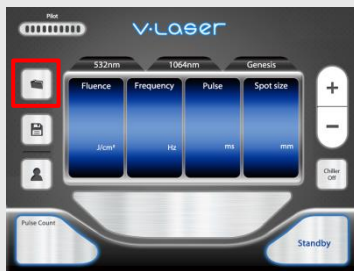 Pilot
V·Laser
532nm 1064nm Genesis
Fluence Frequency Pulse Spot size
J/cm² Hz ms mm
+
−
Chiller
Off
Pulse Count
Standby